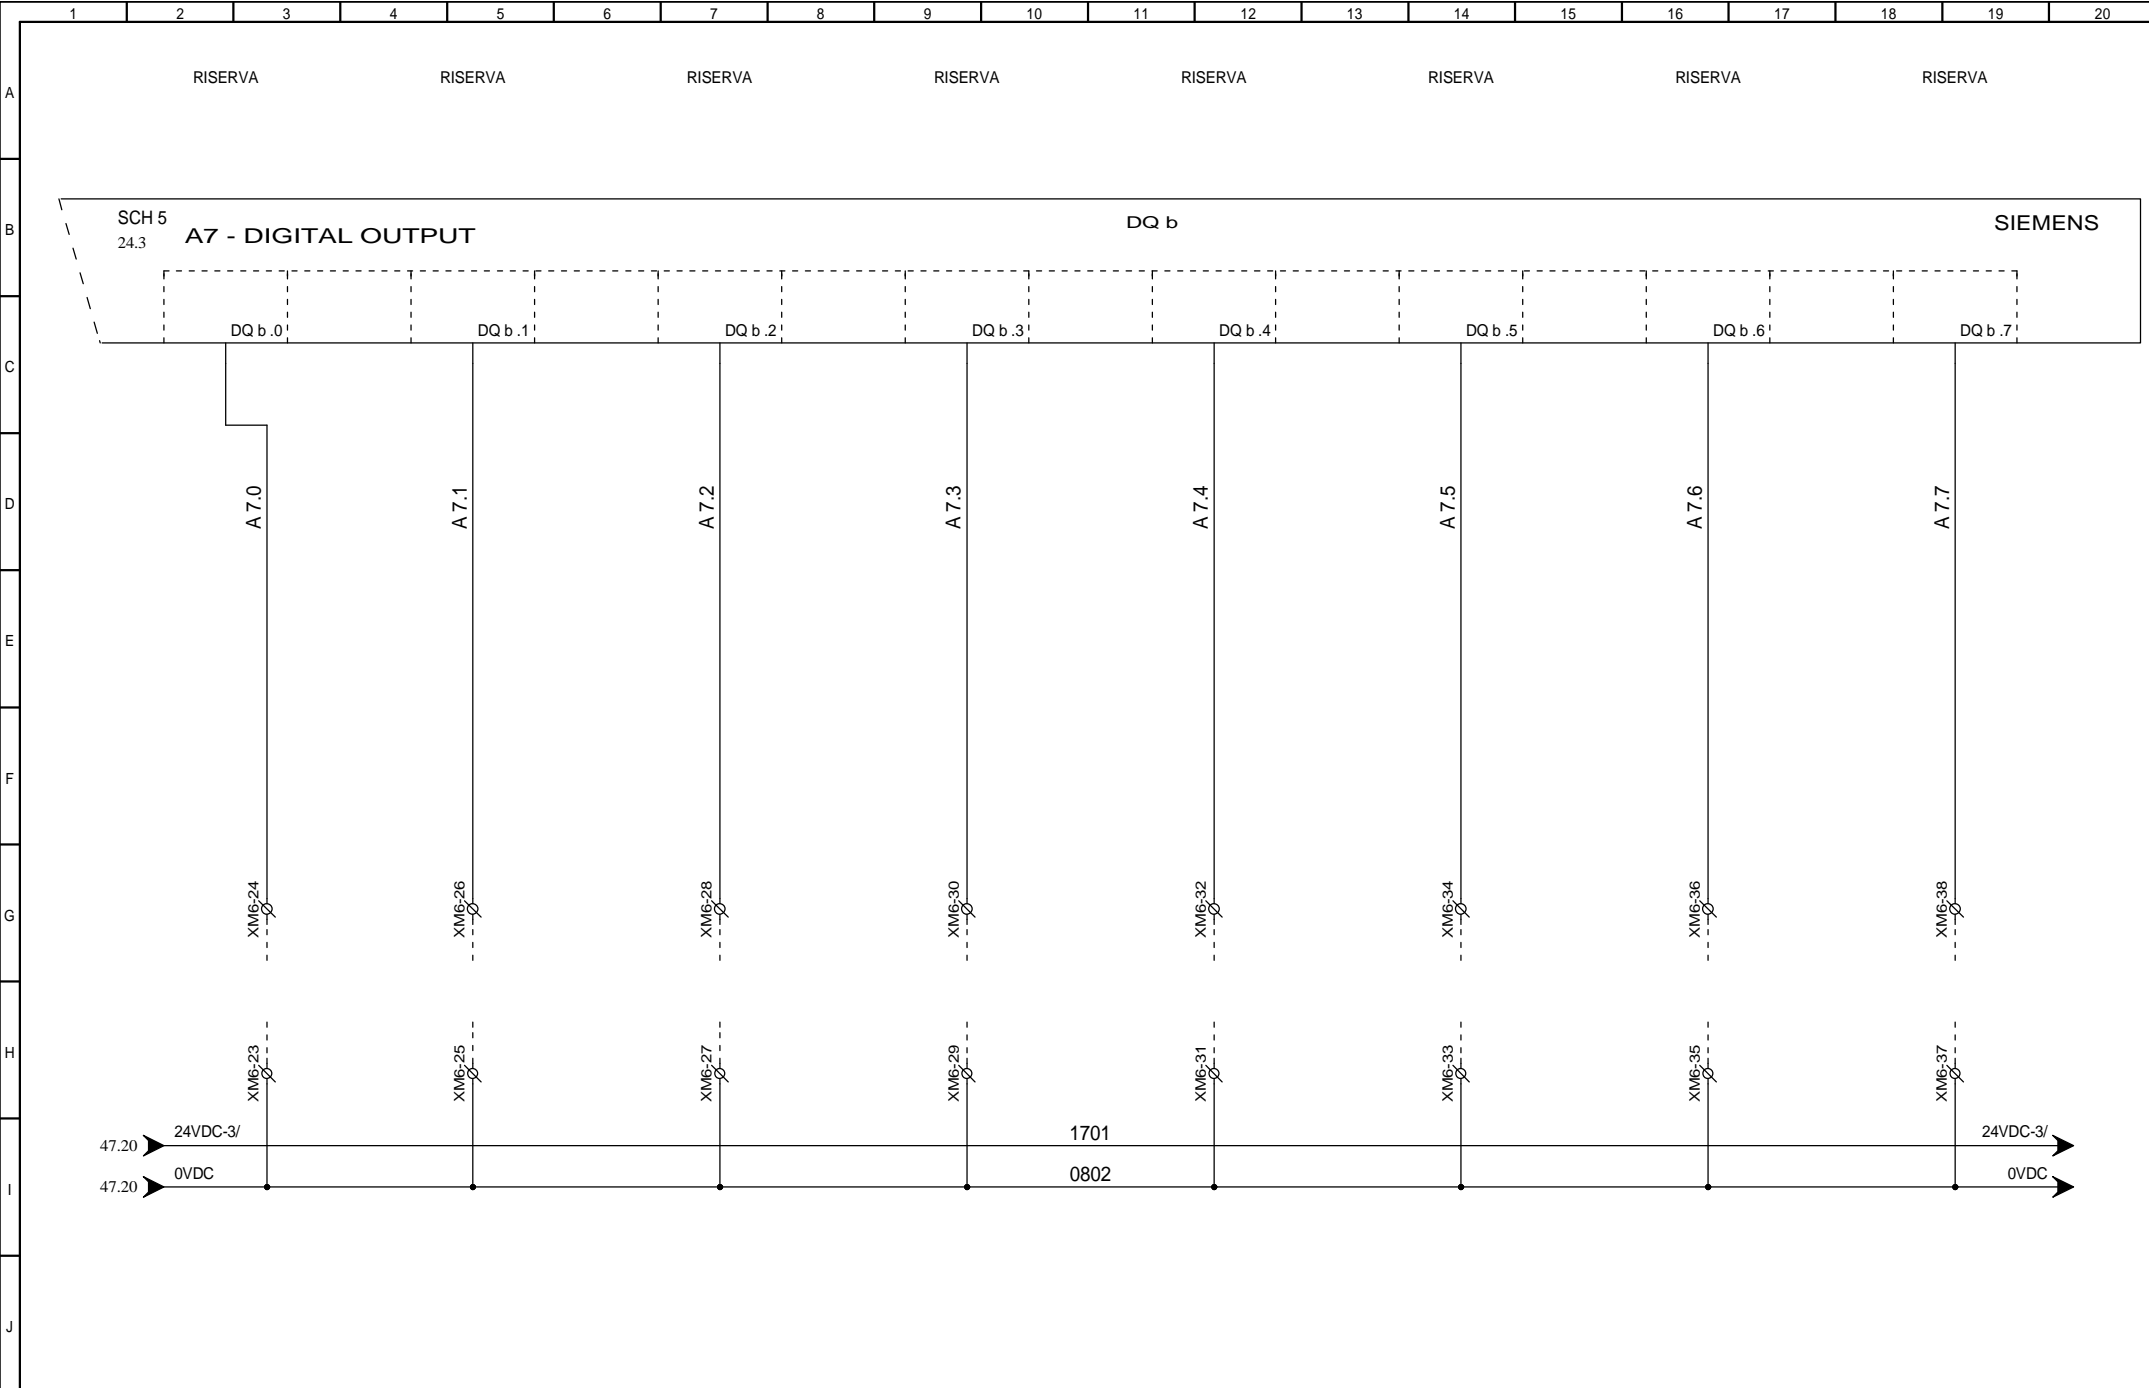 1 2 3 4 5 6 7 8 9 10 11 12 13 14 15 16 17 18 19 20
A
RISERVA RISERVA RISERVA RISERVA RISERVA RISERVA RISERVA RISERVA
B
SCH 5
24.3
A7 - DIGITAL OUTPUT
DQ b
SIEMENS
DQ b .0 DQ b .1 DQ b .2 DQ b .3 DQ b .4 DQ b .5 DQ b .6 DQ b .7
C
D
A 7.0 A 7.1 A 7.2 A 7.3 A 7.4 A 7.5 A 7.6 A 7.7
E
F
G
XM6-24 XM6-26 XM6-28 XM6-30 XM6-32 XM6-34 XM6-36 XM6-38
H
XM6-23 XM6-25 XM6-27 XM6-29 XM6-31 XM6-33 XM6-35 XM6-37
47.20 24VDC-3/ 1701 24VDC-3/
I
47.20 0VDC 0802 0VDC
J